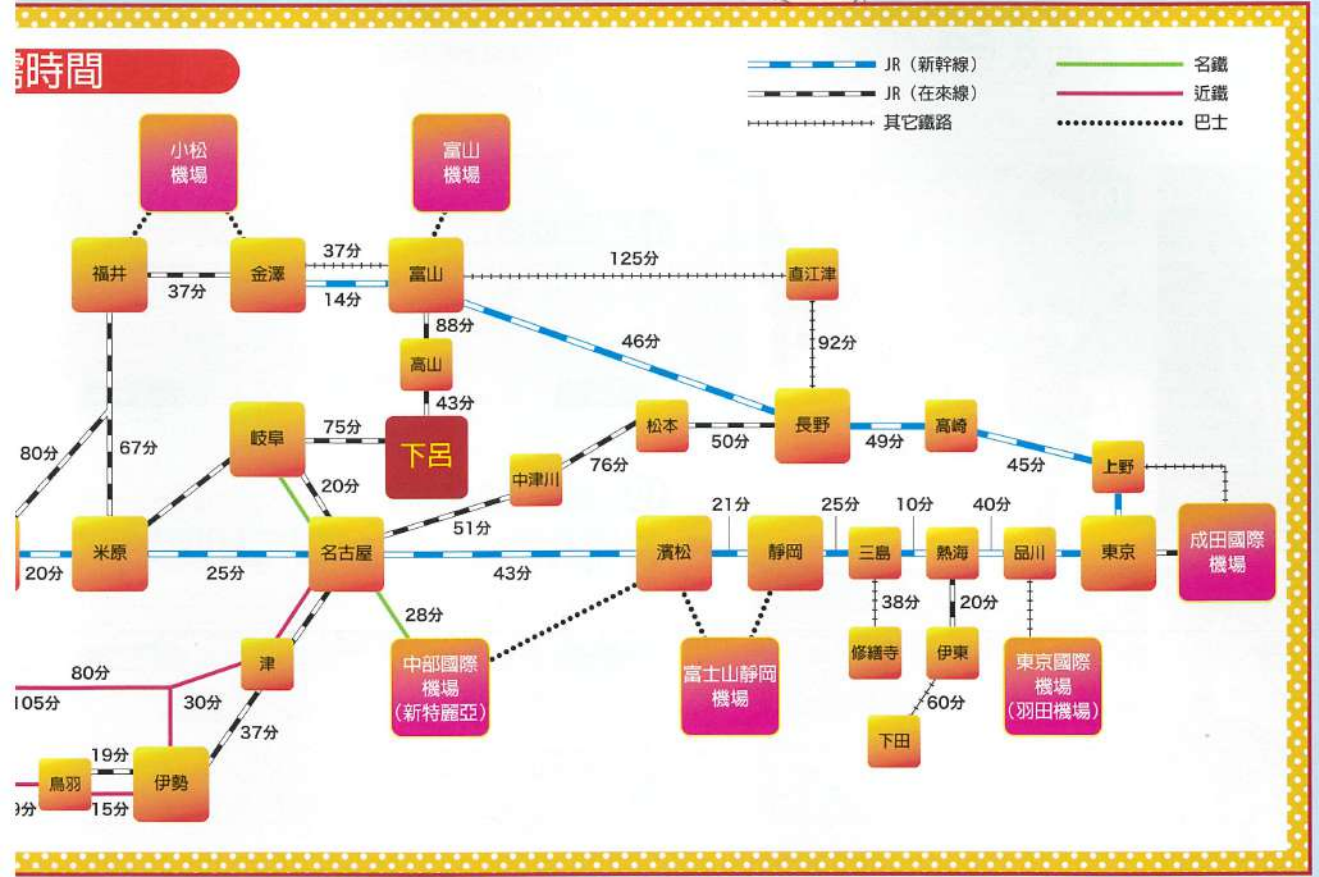 時間
JR（新幹線）
JR（在來線）
其它鐵路
名鐵
近鐵
巴士
小松
機場
富山
機場
福井
37分
金澤
37分
14分
富山
125分
直江津
88分
46分
92分
高山
43分
80分
67分
岐阜
75分
下呂
20分
松本
50分
長野
49分
高崎
45分
上野
中津川
76分
51分
20分
米原
25分
名古屋
43分
濱松
21分
靜岡
25分
三島
10分
熱海
40分
品川
東京
成田國際
機場
28分
38分
20分
津
中部國際
機場
（新特麗亞）
富士山靜岡
機場
修繕寺
伊東
東京國際
機場
（羽田機場）
80分
105分
30分
37分
60分
下田
19分
鳥羽
伊勢
9分
15分